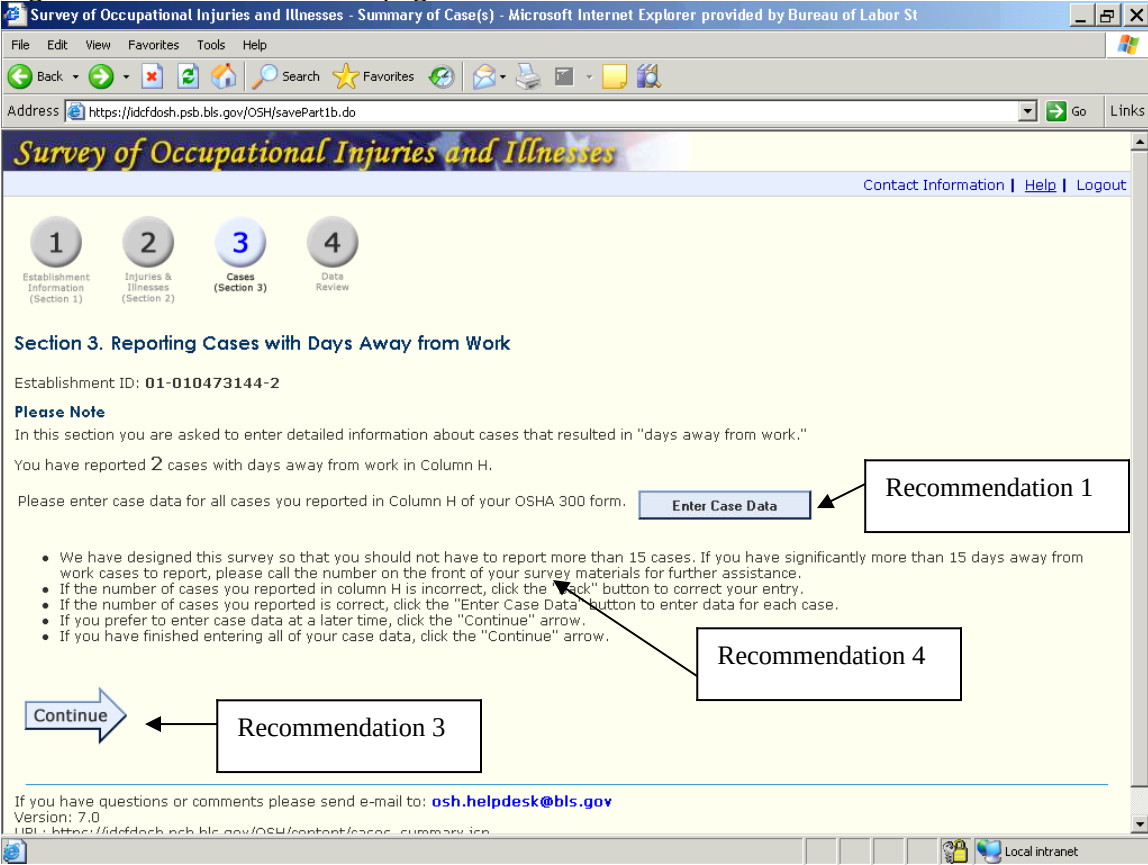 Survey of Occupational Injuries and Illnesses - Summary of Case(s) - Microsoft Internet Explorer provided by Bureau of Labor St
File Edit View Favorites Tools Help
Back Search Favorites
Address https://idcfdosh.psb.bls.gov/OSH/savePart1b.do Go Links
Survey of Occupational Injuries and Illnesses
Contact Information | Help | Logout
1 2 3 4
Establishment Information (Section 1)
Injuries & Illnesses (Section 2)
Cases (Section 3)
Data Review
Section 3. Reporting Cases with Days Away from Work
Establishment ID: 01-010473144-2
Please Note
In this section you are asked to enter detailed information about cases that resulted in "days away from work."
You have reported 2 cases with days away from work in Column H.
Please enter case data for all cases you reported in Column H of your OSHA 300 form. Enter Case Data
Recommendation 1
• We have designed this survey so that you should not have to report more than 15 cases. If you have significantly more than 15 days away from
work cases to report, please call the number on the front of your survey materials for further assistance.
• If the number of cases you reported in column H is incorrect, click the "Back" button to correct your entry.
• If the number of cases you reported is correct, click the "Enter Case Data" button to enter data for each case.
• If you prefer to enter case data at a later time, click the "Continue" arrow.
• If you have finished entering all of your case data, click the "Continue" arrow.
Recommendation 4
Continue
Recommendation 3
If you have questions or comments please send e-mail to: osh.helpdesk@bls.gov
Version: 7.0
Local intranet